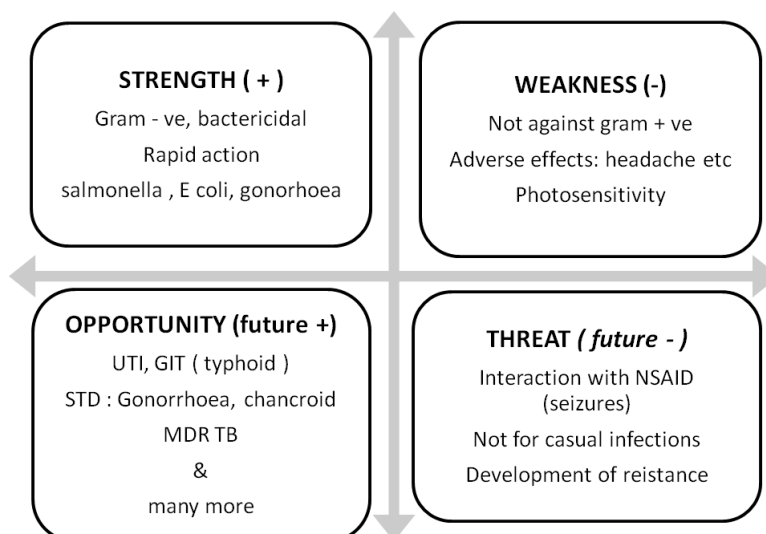 STRENGTH ( + )
Gram - ve, bactericidal
Rapid action
salmonella , E coli, gonorhoea
WEAKNESS (-)
Not against gram + ve
Adverse effects: headache etc
Photosensitivity
OPPORTUNITY (future +)
UTI, GIT ( typhoid )
STD : Gonorrhoea, chancroid
MDR TB
&
many more
THREAT ( future - )
Interaction with NSAID
(seizures)
Not for casual infections
Development of reistance